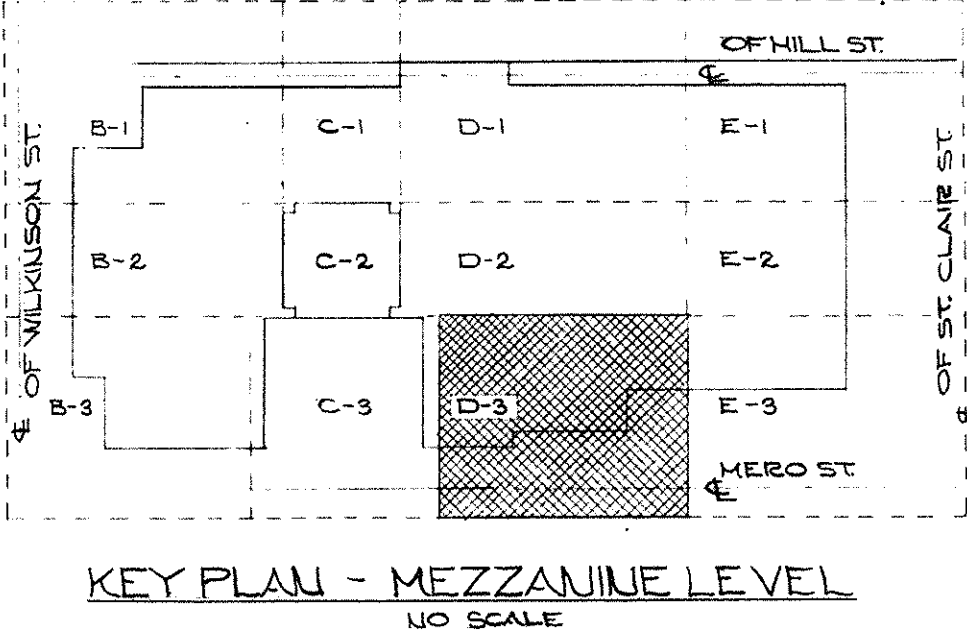 ℄ OF HILL ST.
B-1
C-1
D-1
E-1
℄ OF WILKINSON ST.
℄ OF ST. CLAIR ST.
B-2
C-2
D-2
E-2
B-3
C-3
D-3
E-3
℄ MERO ST.
KEY PLAN - MEZZANINE LEVEL
NO SCALE